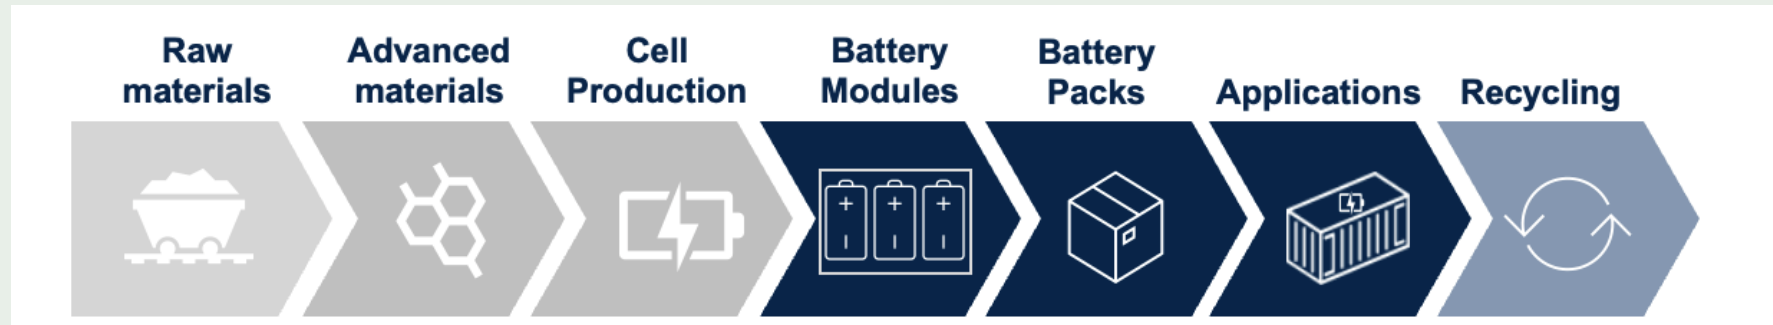 Raw
materials
Advanced
materials
Cell
Production
Battery
Modules
Battery
Packs
Applications
Recycling